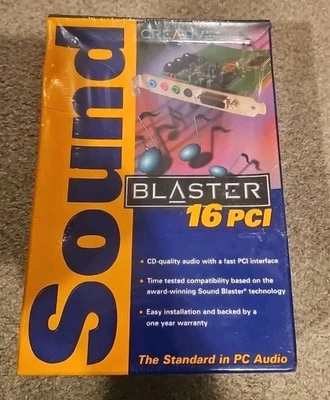 CREATIVE
Sound
BLASTER
16 PCI
• CD-quality audio with a fast PCI interface
• Time tested compatibility based on the
award-winning Sound Blaster® technology
• Easy installation and backed by a
one year warranty
The Standard in PC Audio